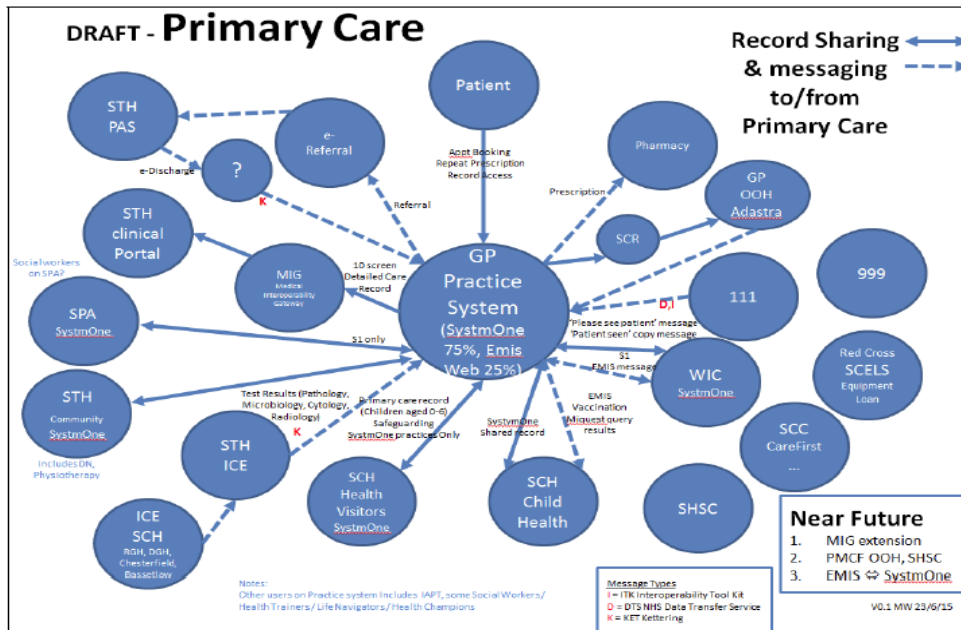 DRAFT - Primary Care
Record Sharing
& messaging
to/from
Primary Care
Patient
STH
PAS
e-
Referral
Pharmacy
GP
OOH
Adastra
e-Discharge
?
K
Appt Booking
Repeat Prescription
Record Access
Referral
Prescription
SCR
STH
clinical
Portal
Social workers
on SPA?
MIG
Medical
Interoperability
Gateway
10 screen
Detailed Care
Record
GP
Practice
System
(SystmOne
75%, Emis
Web 25%)
D,I
111
999
'Please see patient' message
'Patient seen' copy message
SPA
SystmOne
S1 only
S1
EMIS message
WIC
SystmOne
Red Cross
SCELS
Equipment
Loan
STH
Community
SystmOne
Includes DN,
Physiotherapy
Test Results (Pathology,
Microbiology, Cytology,
Radiology)
K
Primary care record
(Children aged 0-6)
Safeguarding
SystmOne practices Only
SystymOne
Shared record
EMIS
Vaccination
Miquest query
results
SCC
CareFirst
...
STH
ICE
SCH
Health
Visitors
SystmOne
SCH
Child
Health
SHSC
ICE
SCH
RGH, DGH,
Chesterfield,
Bassetlow
Near Future
1. MIG extension
2. PMCF OOH, SHSC
3. EMIS ⇔ SystmOne
Notes:
Other users on Practice system Includes IAPT, some Social Workers/
Health Trainers/ Life Navigators/ Health Champions
Message Types
I = ITK Interoperability Tool Kit
D = DTS NHS Data Transfer Service
K = KET Kettering
V0.1 MW 23/6/15